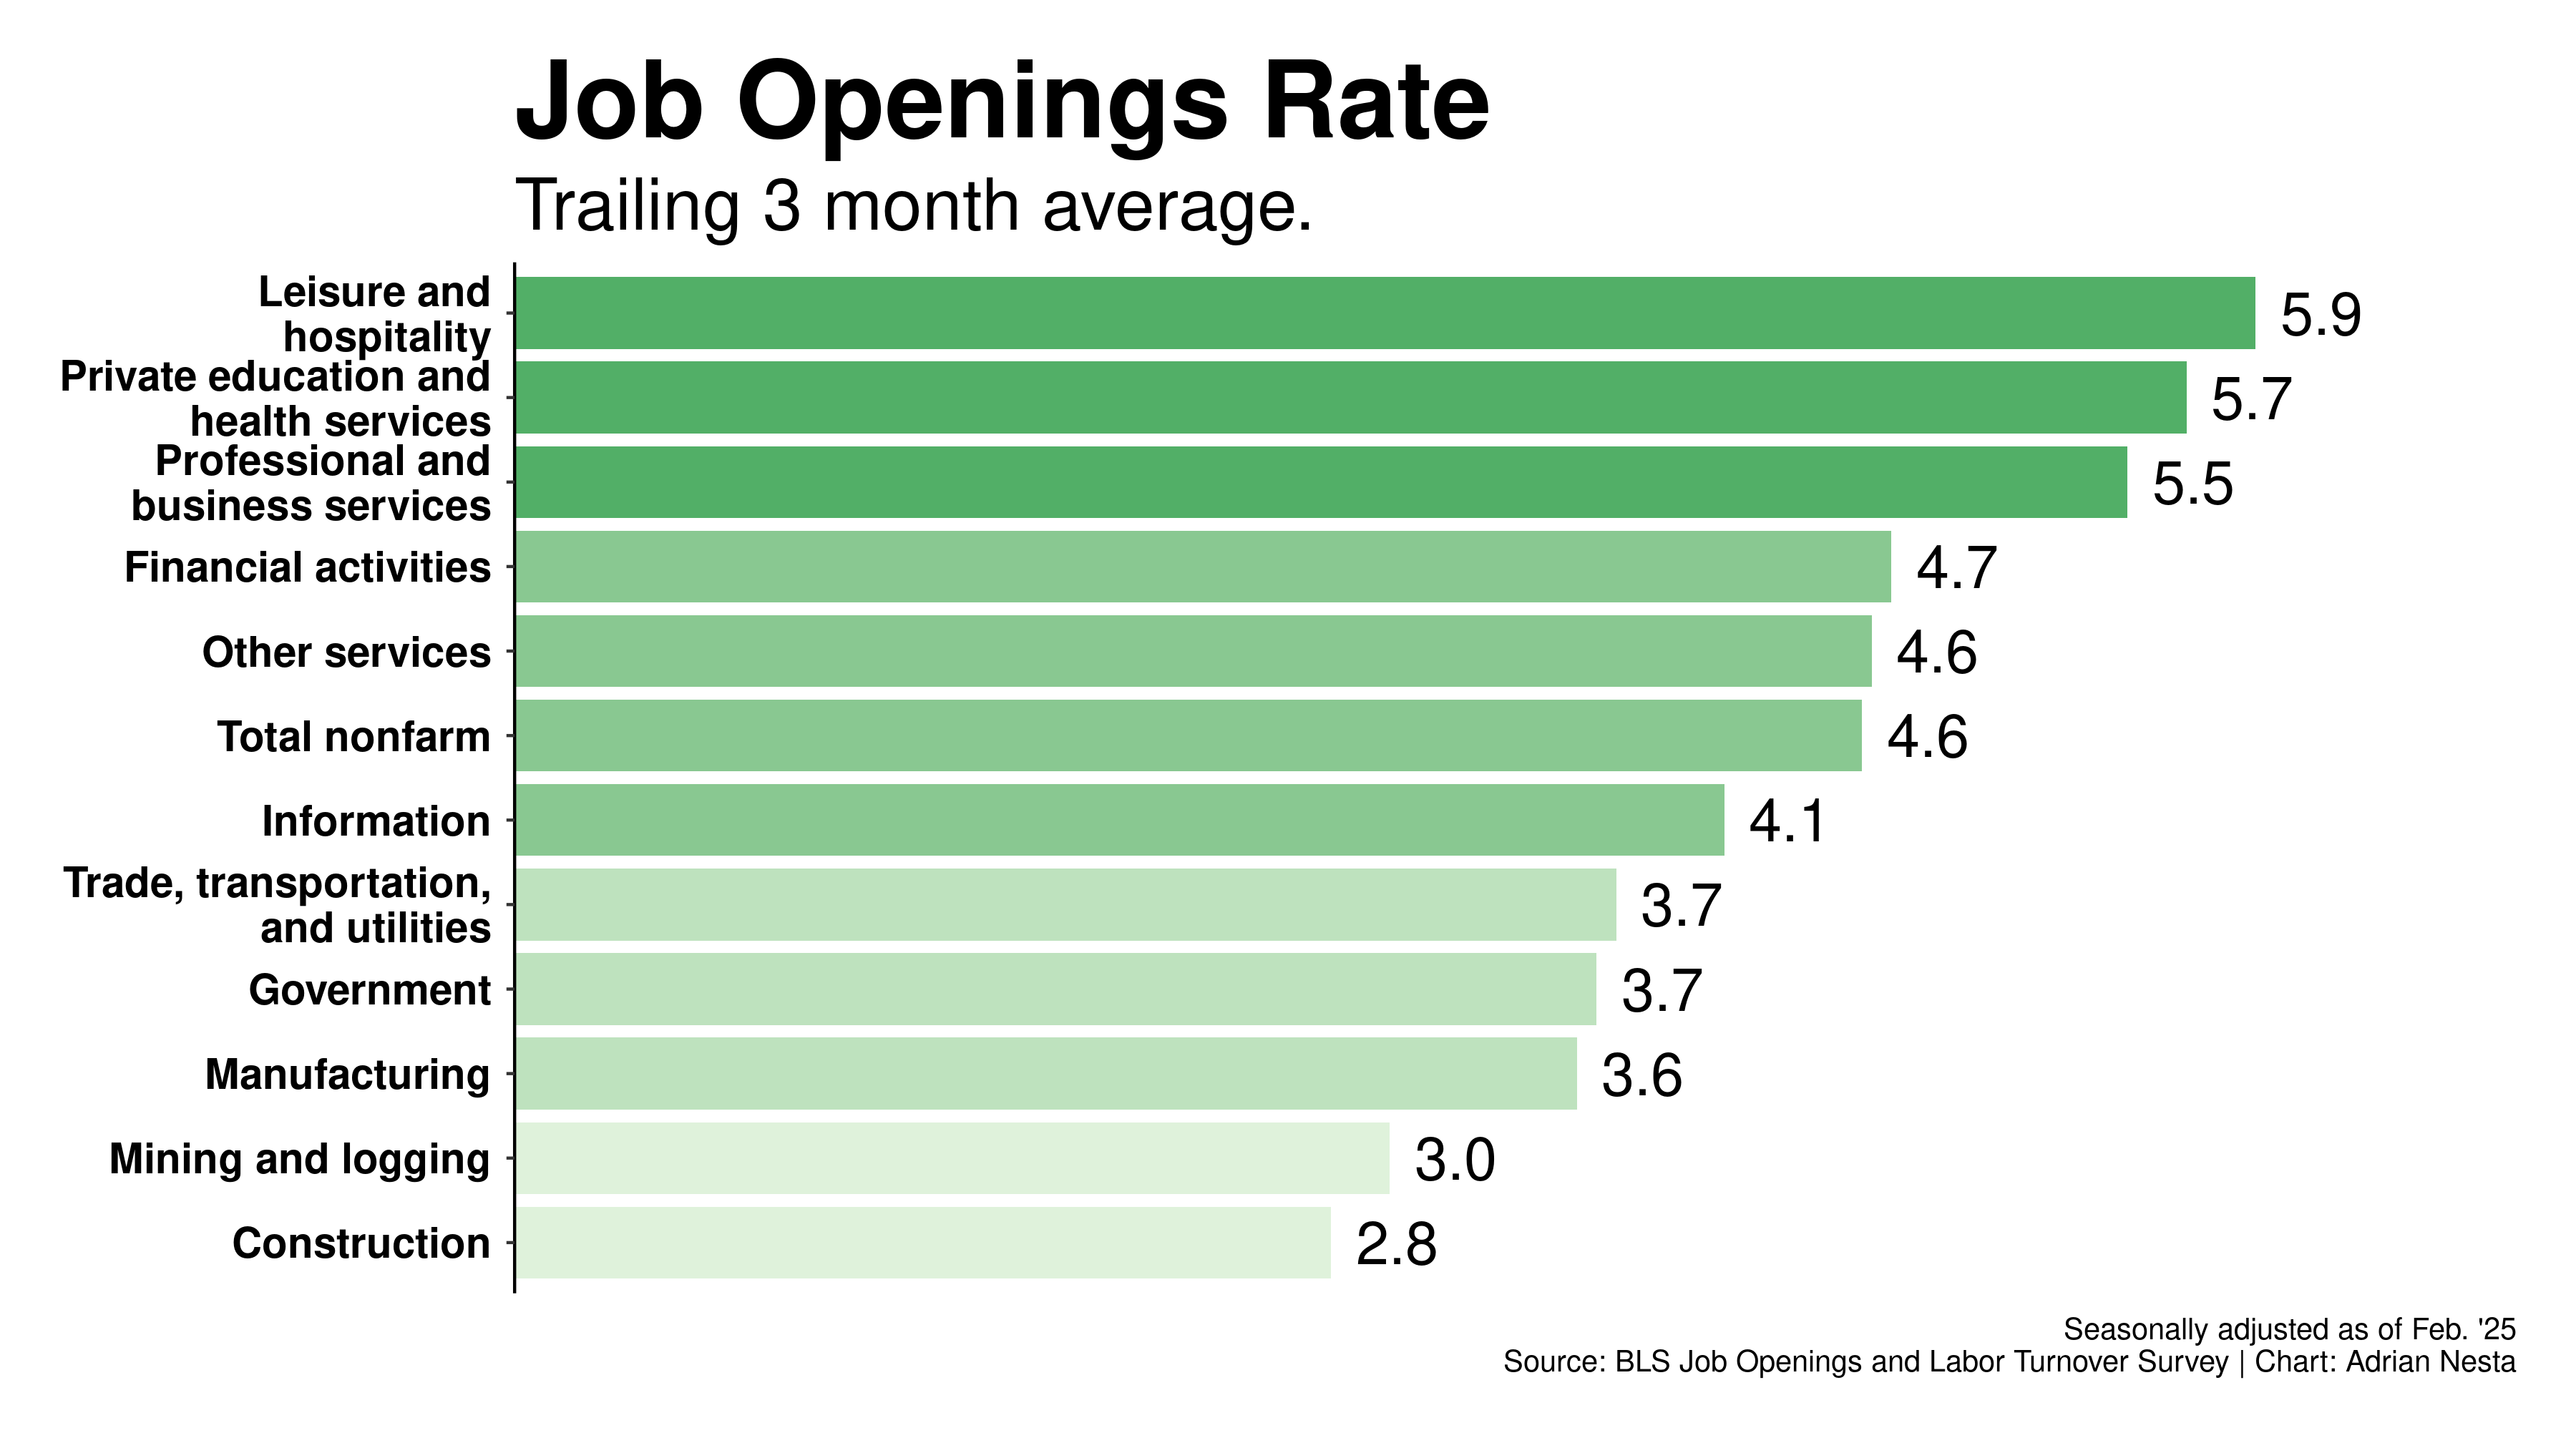 Job Openings Rate
Trailing 3 month average.
Leisure and
hospitality
5.9
Private education and
health services
5.7
Professional and
business services
5.5
Financial activities
4.7
Other services
4.6
Total nonfarm
4.6
Information
4.1
Trade, transportation,
and utilities
3.7
Government
3.7
Manufacturing
3.6
Mining and logging
3.0
Construction
2.8
Seasonally adjusted as of Feb. '25
Source: BLS Job Openings and Labor Turnover Survey | Chart: Adrian Nesta